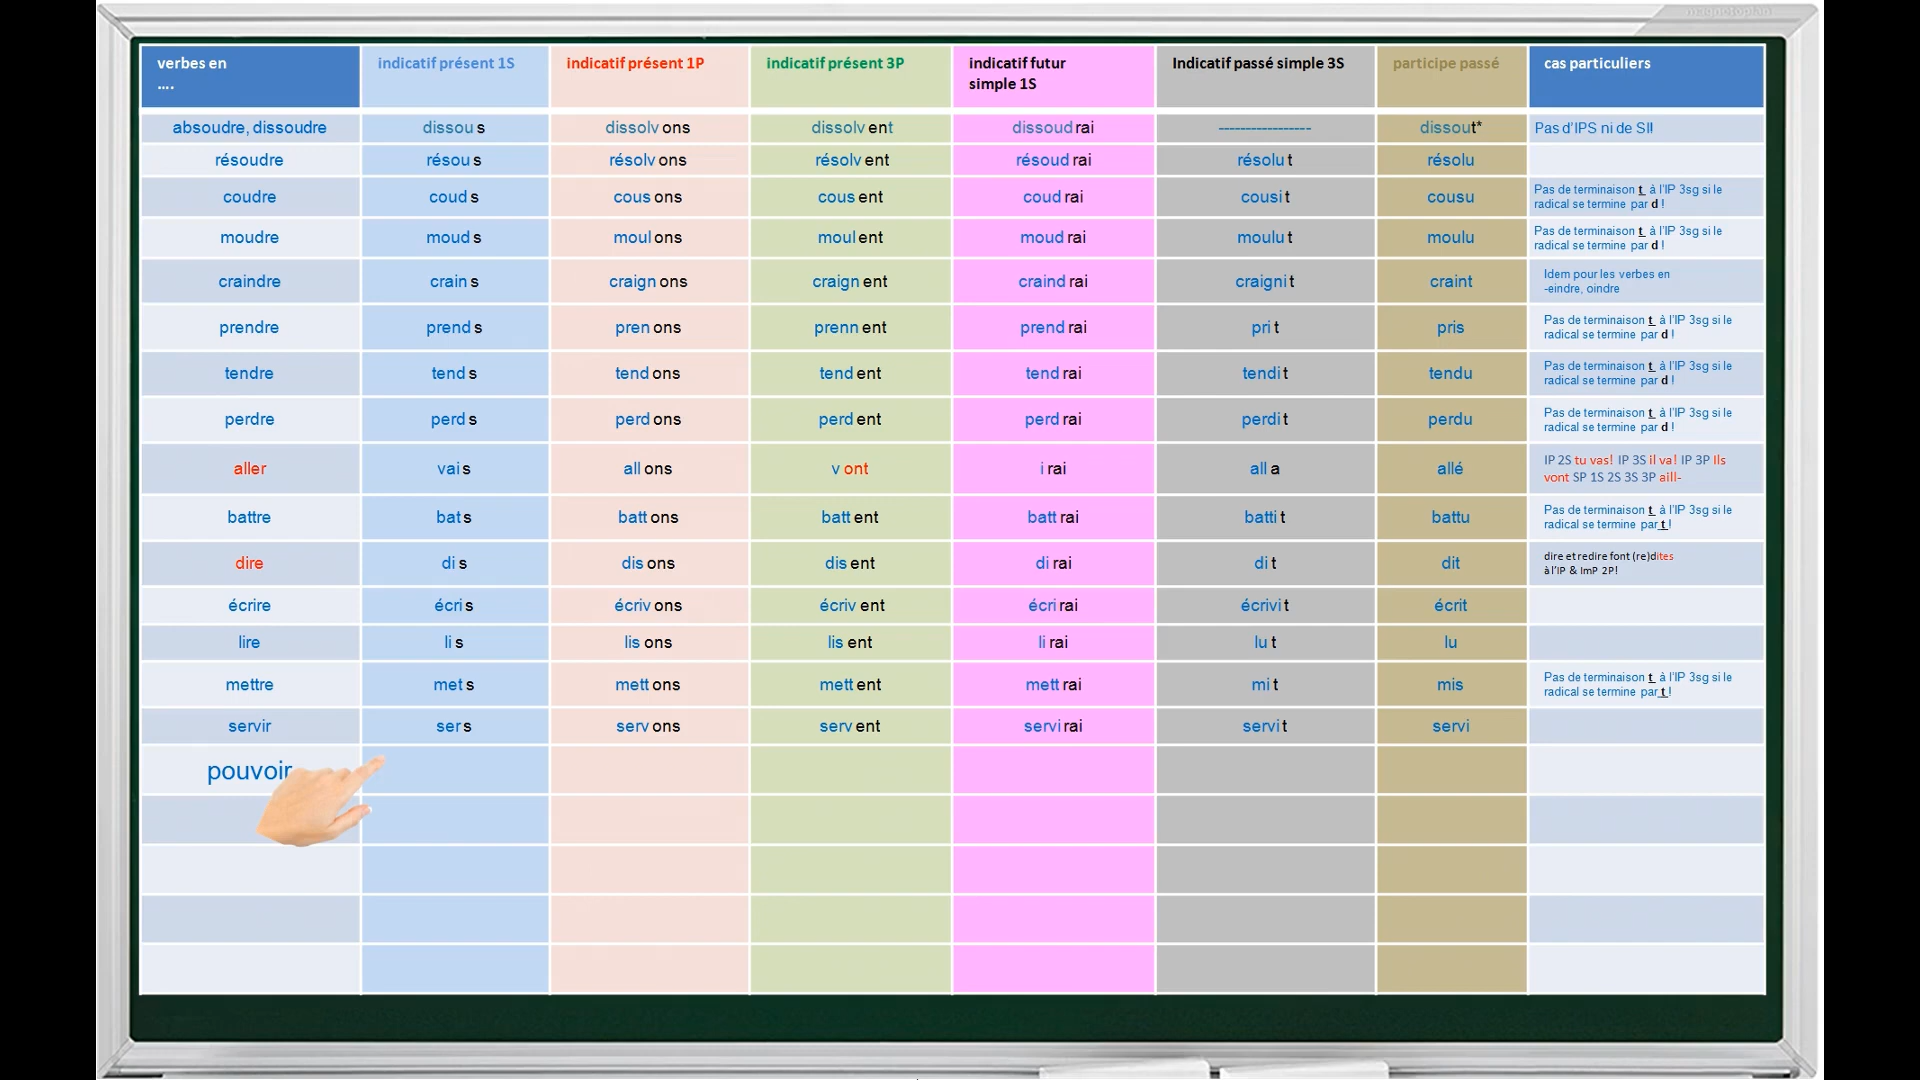 magnetoplan
verbes en indicatif présent 1S indicatif présent 1P indicatif présent 3P indicatif futur Indicatif passé simple 3S participe passé cas particuliers
.... simple 1S
absoudre, dissoudre dissou s dissolv ons dissolv ent dissoud rai ----------------- dissout* Pas d'IPS ni de SI!
résoudre résou s résolv ons résolv ent résoud rai résolu t résolu
coudre coud s cous ons cous ent coud rai cousi t cousu Pas de terminaison t à l'IP 3sg si le
radical se termine par d !
moudre moud s moul ons moul ent moud rai moulu t moulu Pas de terminaison t à l'IP 3sg si le
radical se termine par d !
craindre crain s craign ons craign ent craind rai craigni t craint Idem pour les verbes en
-eindre, oindre
prendre prend s pren ons prenn ent prend rai pri t pris Pas de terminaison t à l'IP 3sg si le
radical se termine par d !
tendre tend s tend ons tend ent tend rai tendi t tendu Pas de terminaison t à l'IP 3sg si le
radical se termine par d !
perdre perd s perd ons perd ent perd rai perdi t perdu Pas de terminaison t à l'IP 3sg si le
radical se termine par d !
aller vai s all ons v ont i rai all a allé IP 2S tu vas! IP 3S il va! IP 3P Ils
vont SP 1S 2S 3S 3P aill-
battre bat s batt ons batt ent batt rai batti t battu Pas de terminaison t à l'IP 3sg si le
radical se termine par t !
dire di s dis ons dis ent di rai di t dit dire et redire font (re)dites
à l'IP & ImP 2P!
écrire écri s écriv ons écriv ent écri rai écrivi t écrit
lire li s lis ons lis ent li rai lu t lu
mettre met s mett ons mett ent mett rai mi t mis Pas de terminaison t à l'IP 3sg si le
radical se termine par t !
servir ser s serv ons serv ent servi rai servi t servi
pouvoir